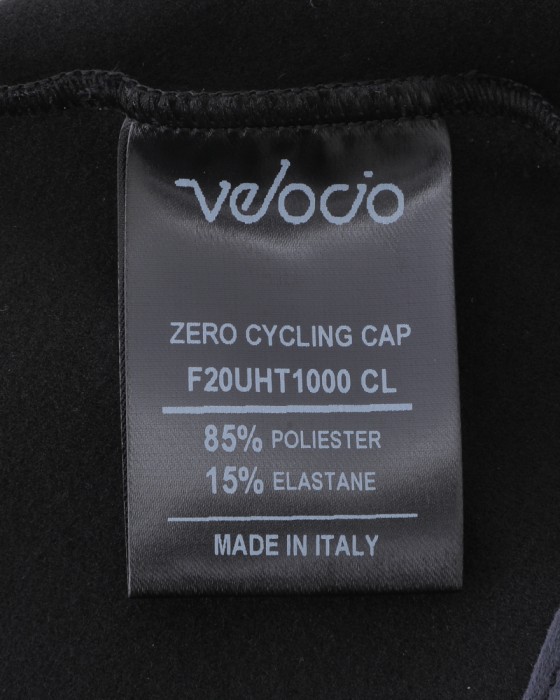 velocio
ZERO CYCLING CAP
F20UHT1000 CL
85% POLIESTER
15% ELASTANE
MADE IN ITALY